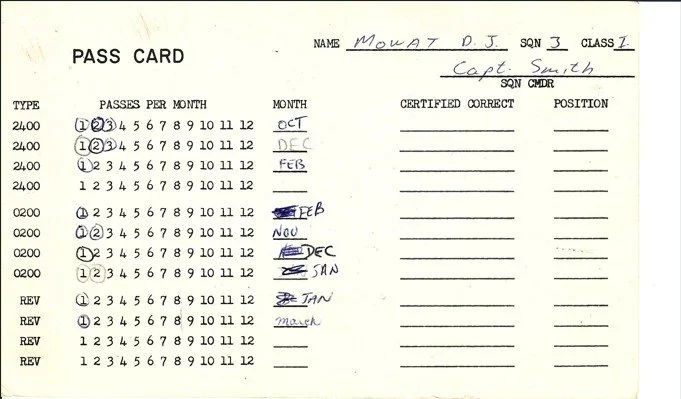 NAME MOWAT D.J. SQN 3 CLASS I
PASS CARD
Capt. Smith
SQN CMDR
TYPE PASSES PER MONTH MONTH CERTIFIED CORRECT POSITION
2400 1 2 3 4 5 6 7 8 9 10 11 12 OCT
2400 1 2 3 4 5 6 7 8 9 10 11 12 DEC
2400 1 2 3 4 5 6 7 8 9 10 11 12 FEB
2400 1 2 3 4 5 6 7 8 9 10 11 12
0200 1 2 3 4 5 6 7 8 9 10 11 12 FEB
0200 1 2 3 4 5 6 7 8 9 10 11 12 NOV
0200 1 2 3 4 5 6 7 8 9 10 11 12 DEC
0200 1 2 3 4 5 6 7 8 9 10 11 12 JAN
REV 1 2 3 4 5 6 7 8 9 10 11 12 JAN
REV 1 2 3 4 5 6 7 8 9 10 11 12 march
REV 1 2 3 4 5 6 7 8 9 10 11 12
REV 1 2 3 4 5 6 7 8 9 10 11 12